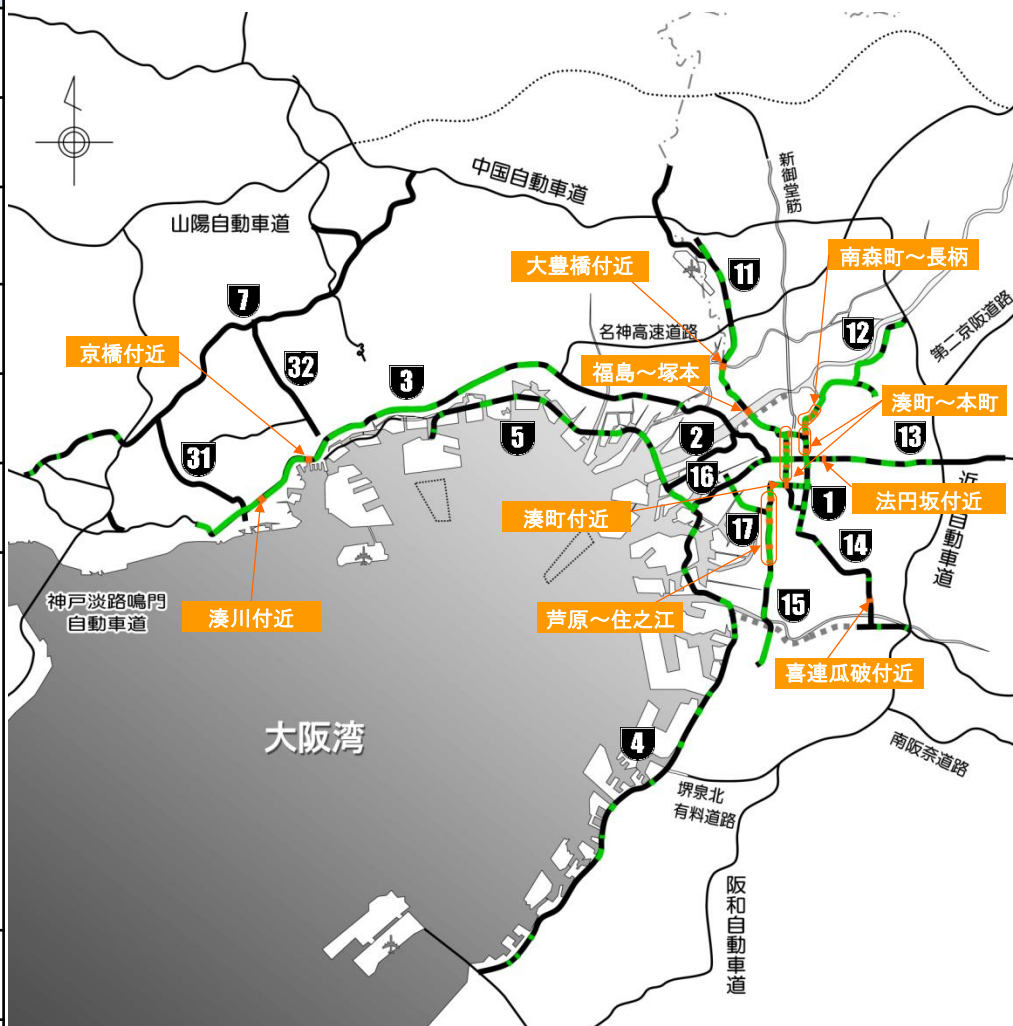 中国自動車道
新御堂筋
山陽自動車道
大豊橋付近
南森町～長柄
11
7
名神高速道路
12
第二京阪道路
京橋付近
32
3
福島～塚本
湊町～本町
5
2
13
31
16
湊町付近
1
法円坂付近
17
14
近
自動車道
神戸淡路鳴門
自動車道
湊川付近
芦原～住之江
15
喜連瓜破付近
大阪湾
4
南阪奈道路
堺泉北
有料道路
阪和自動車道